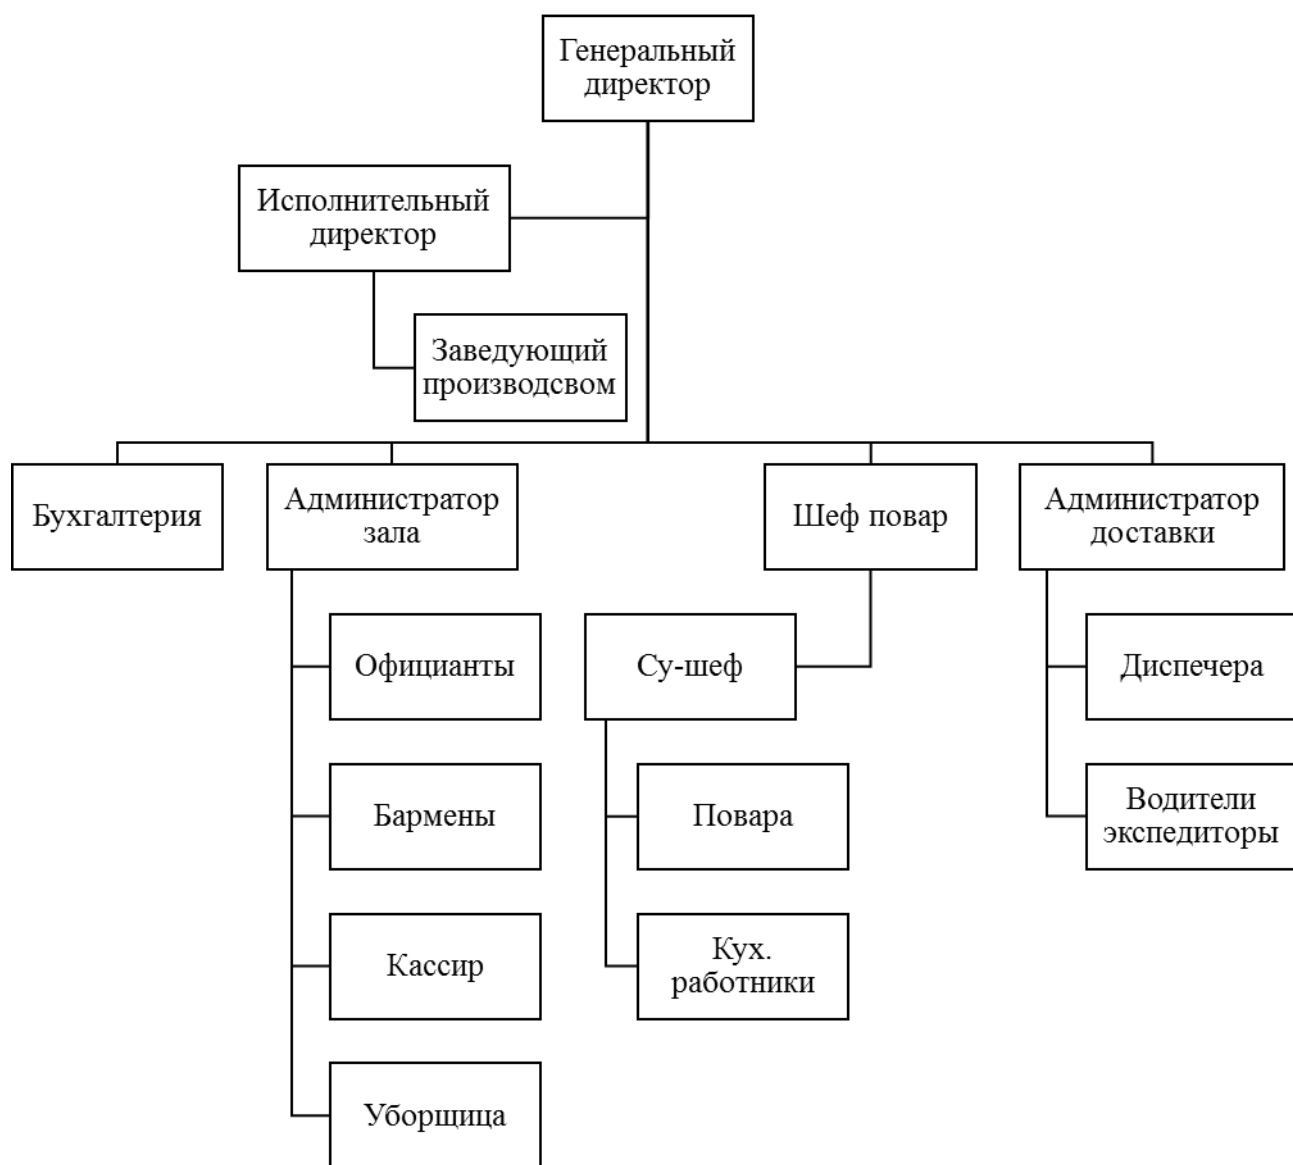 Генеральный
директор
Исполнительный
директор
Заведующий
производсвом
Бухгалтерия
Администратор
зала
Шеф повар
Администратор
доставки
Официанты
Су-шеф
Диспечера
Бармены
Повара
Водители
экспедиторы
Кассир
Кух.
работники
Уборщица